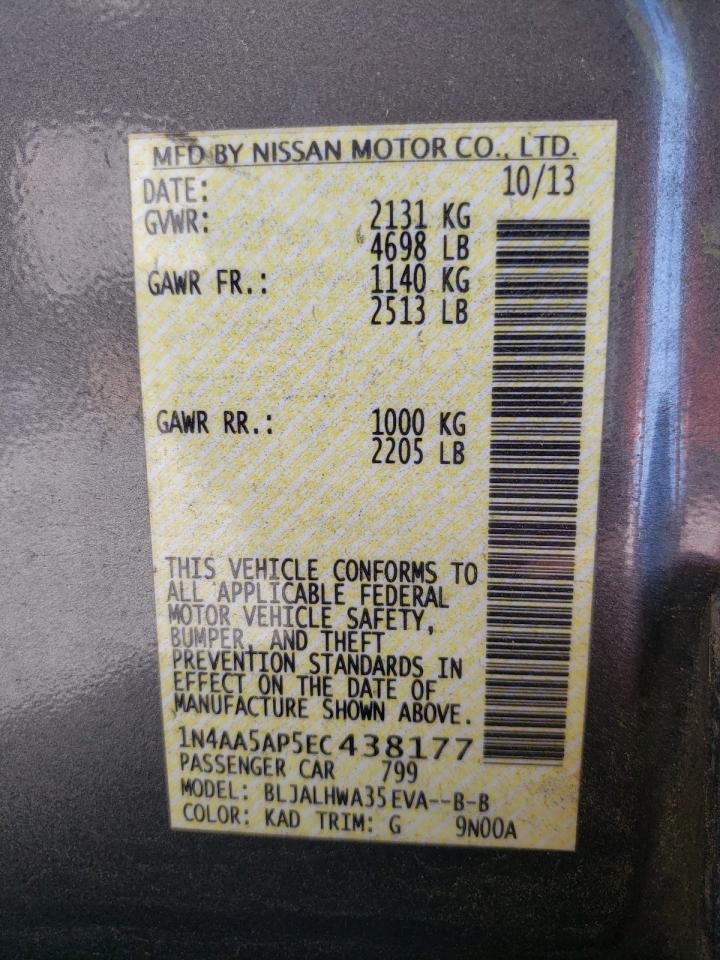 MFD BY NISSAN MOTOR CO., LTD.
DATE: 10/13
GVWR: 2131 KG
4698 LB
GAWR FR.: 1140 KG
2513 LB
GAWR RR.: 1000 KG
2205 LB
THIS VEHICLE CONFORMS TO
ALL APPLICABLE FEDERAL
MOTOR VEHICLE SAFETY,
BUMPER, AND THEFT
PREVENTION STANDARDS IN
EFFECT ON THE DATE OF
MANUFACTURE SHOWN ABOVE.
1N4AA5AP5EC438177
PASSENGER CAR 799
MODEL: BLJALHWA35EVA--B-B
COLOR: KAD TRIM: G 9N00A